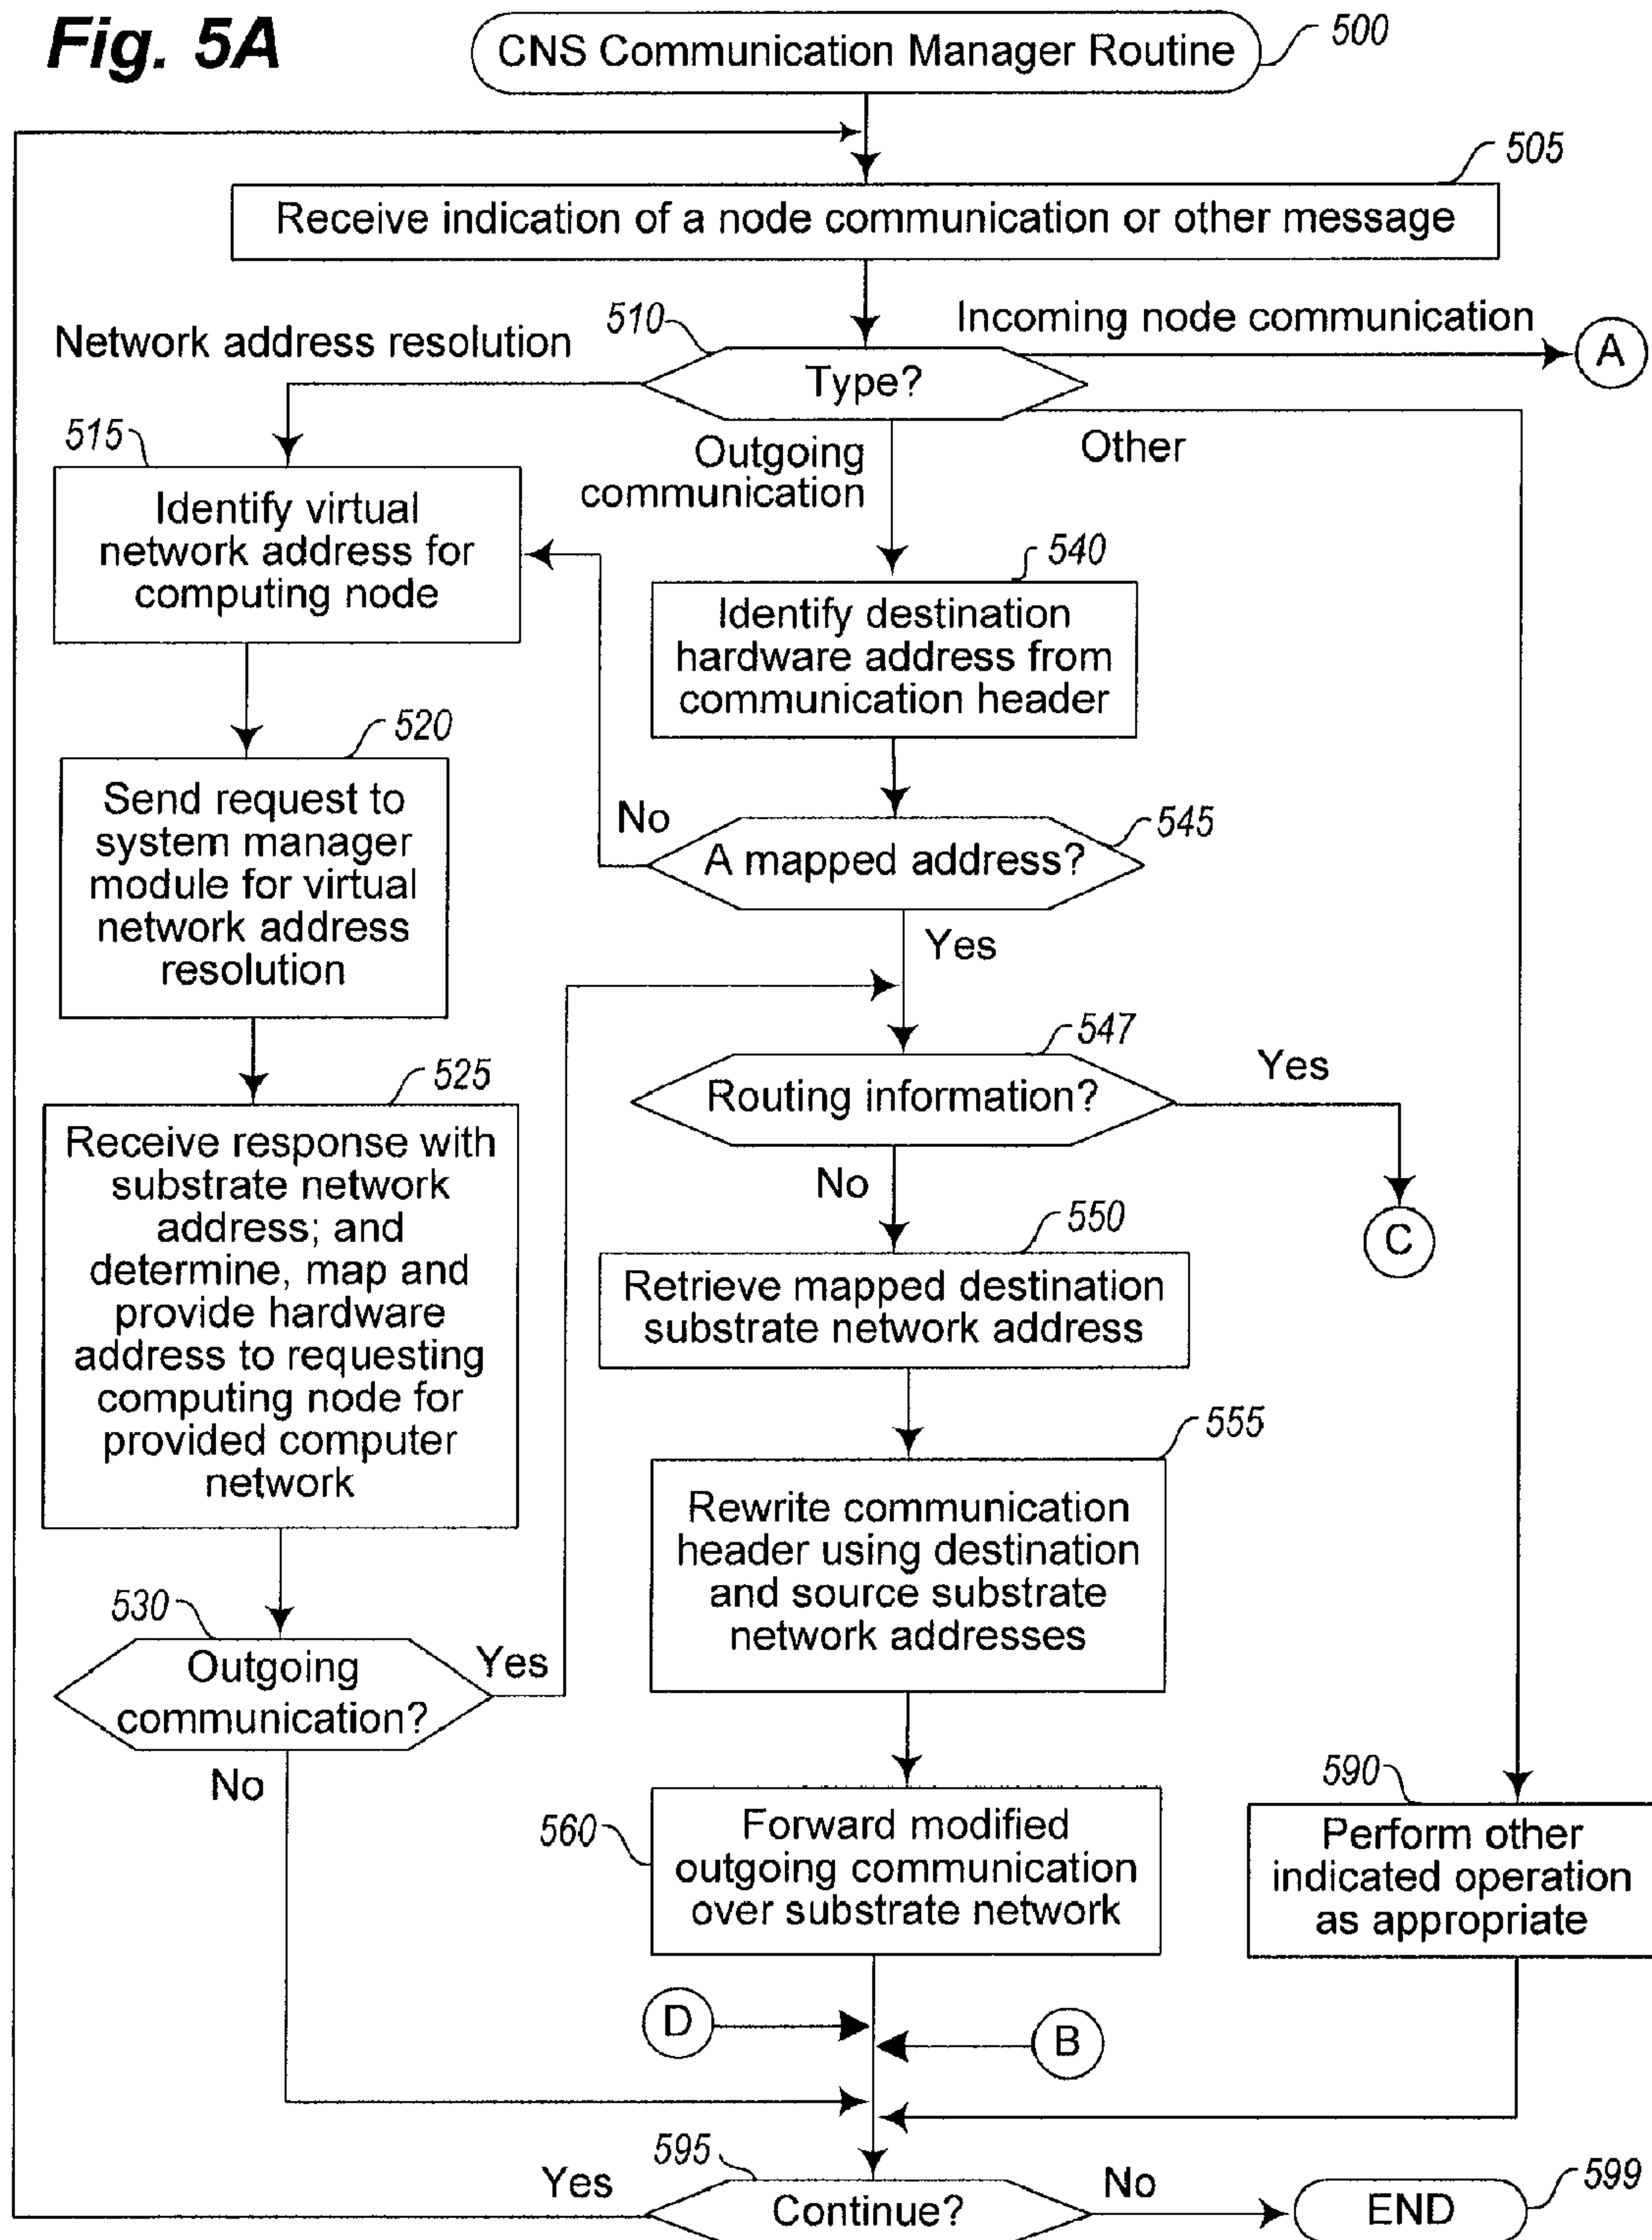 Fig. 5A
CNS Communication Manager Routine
500
505
Receive indication of a node communication or other message
Network address resolution
510
Incoming node communication
A
Type?
515
Outgoing
communication
Other
Identify virtual
network address for
computing node
540
Identify destination
hardware address from
communication header
520
Send request to
system manager
module for virtual
network address
resolution
No
545
A mapped address?
Yes
547
Routing information?
Yes
C
525
Receive response with
substrate network
address; and
determine, map and
provide hardware
address to requesting
computing node for
provided computer
network
No
550
Retrieve mapped destination
substrate network address
555
Rewrite communication
header using destination
and source substrate
network addresses
530
Outgoing
communication?
Yes
No
560
Forward modified
outgoing communication
over substrate network
590
Perform other
indicated operation
as appropriate
D
B
595
Yes
Continue?
No
END
599